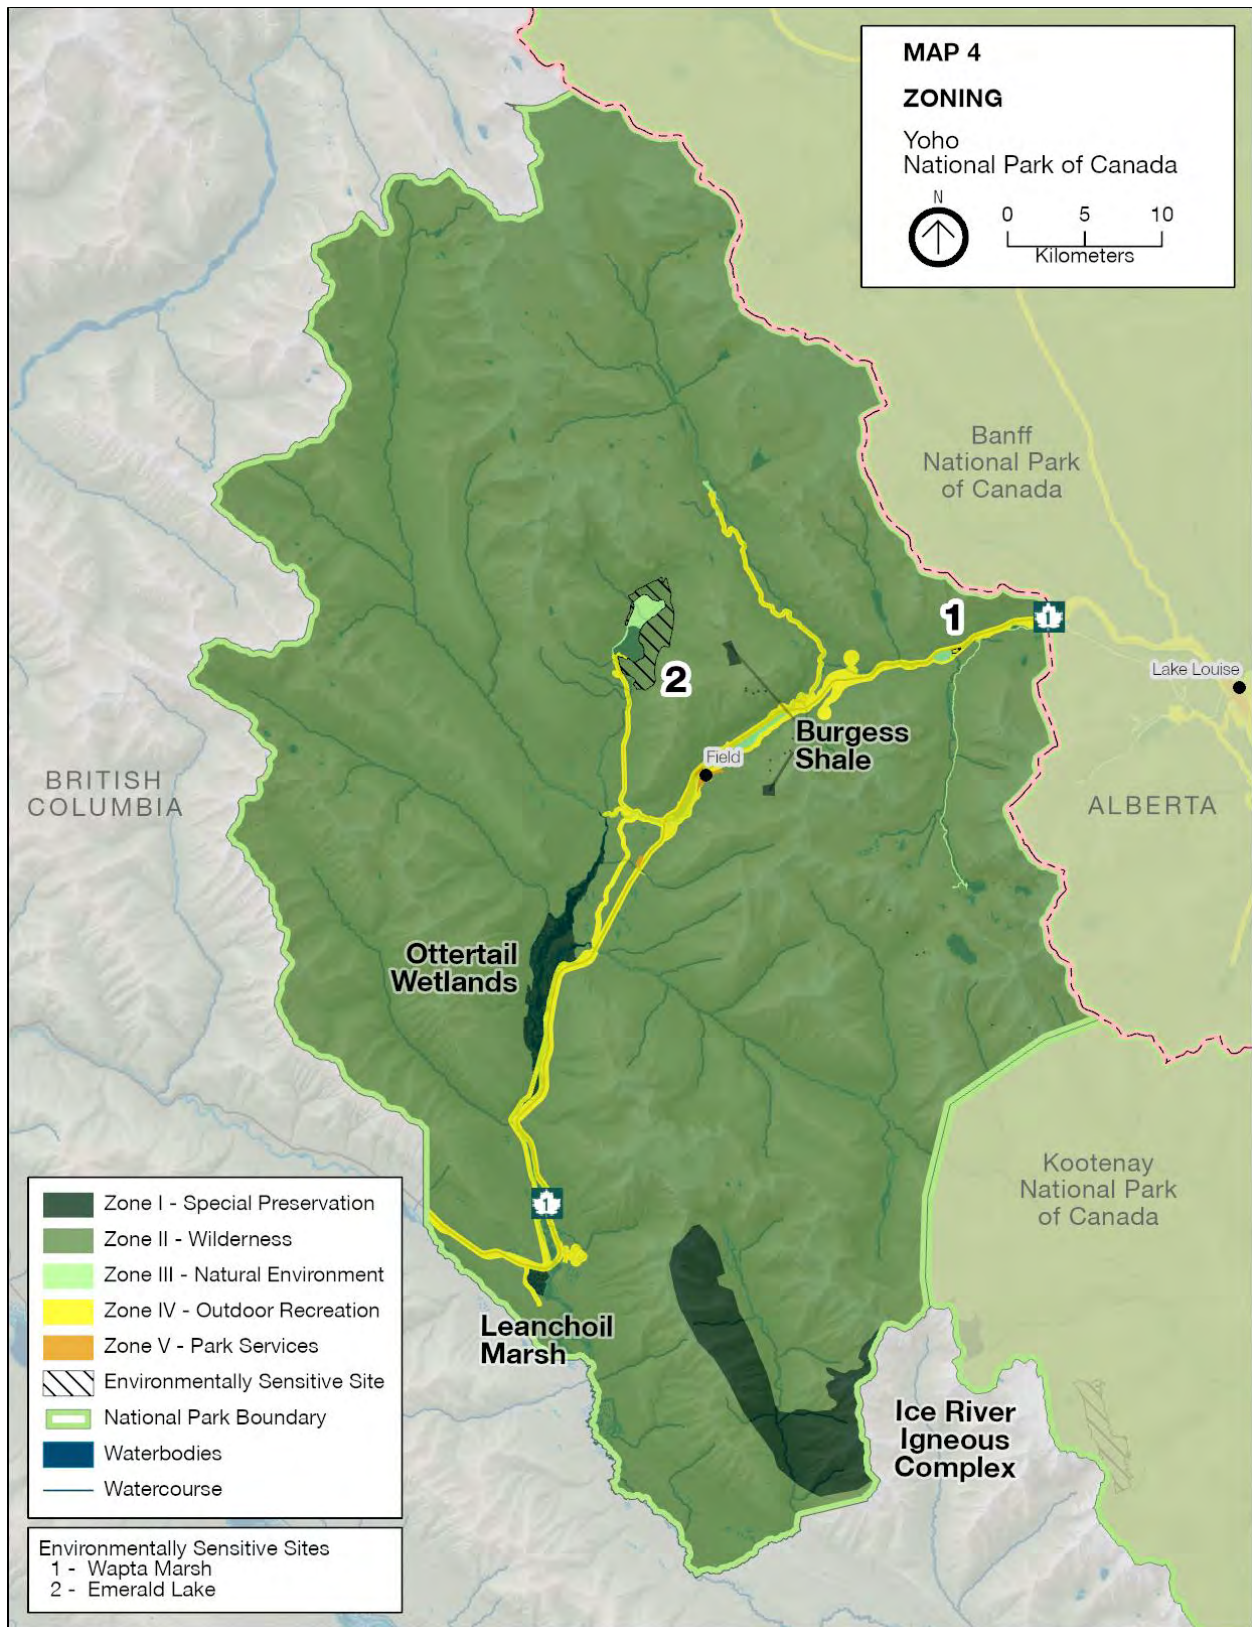 MAP 4
ZONING
Yoho
National Park of Canada
N
0 5 10
Kilometers
Banff
National Park
of Canada
1
1
Lake Louise
2
Burgess
Shale
Field
BRITISH
COLUMBIA
ALBERTA
Ottertail
Wetlands
Kootenay
National Park
of Canada
1
Leanchoil
Marsh
Ice River
Igneous
Complex
Zone I - Special Preservation
Zone II - Wilderness
Zone III - Natural Environment
Zone IV - Outdoor Recreation
Zone V - Park Services
Environmentally Sensitive Site
National Park Boundary
Waterbodies
Watercourse
Environmentally Sensitive Sites
1 - Wapta Marsh
2 - Emerald Lake